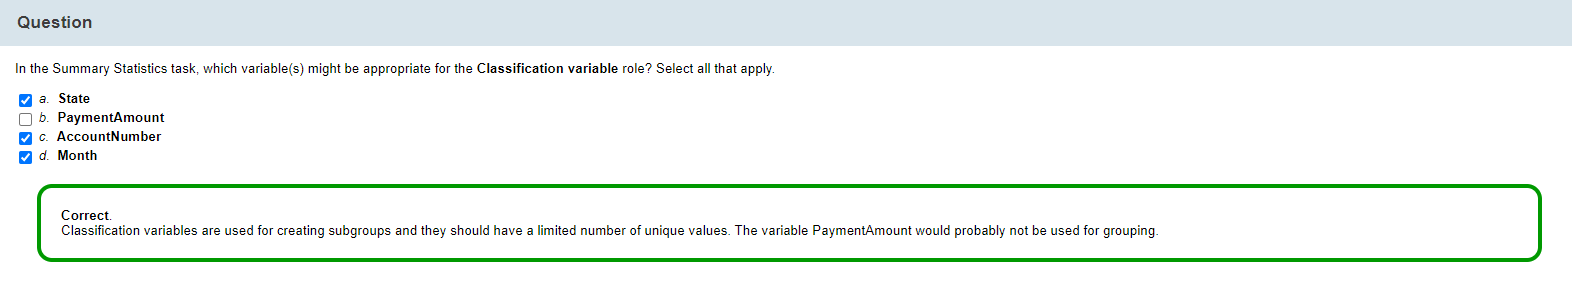 Question
In the Summary Statistics task, which variable(s) might be appropriate for the Classification variable role? Select all that apply.
a. State
b. PaymentAmount
c. AccountNumber
d. Month
Correct.
Classification variables are used for creating subgroups and they should have a limited number of unique values. The variable PaymentAmount would probably not be used for grouping.